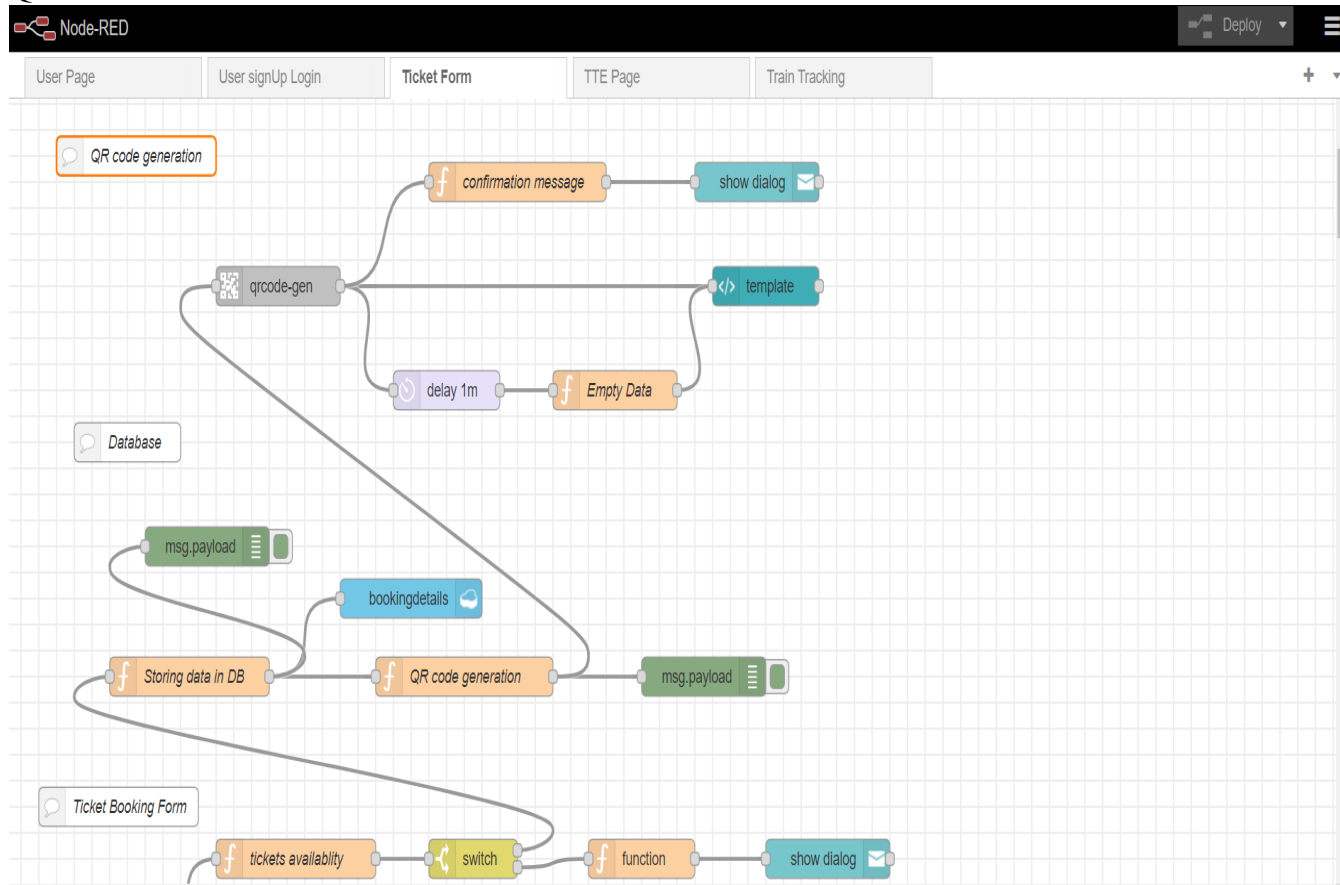 Node-RED
Deploy
User Page
User signUp Login
Ticket Form
TTE Page
Train Tracking
QR code generation
confirmation message
show dialog
qrcode-gen
</> template
delay 1m
Empty Data
Database
msg.payload
bookingdetails
Storing data in DB
QR code generation
msg.payload
Ticket Booking Form
tickets availablity
switch
function
show dialog